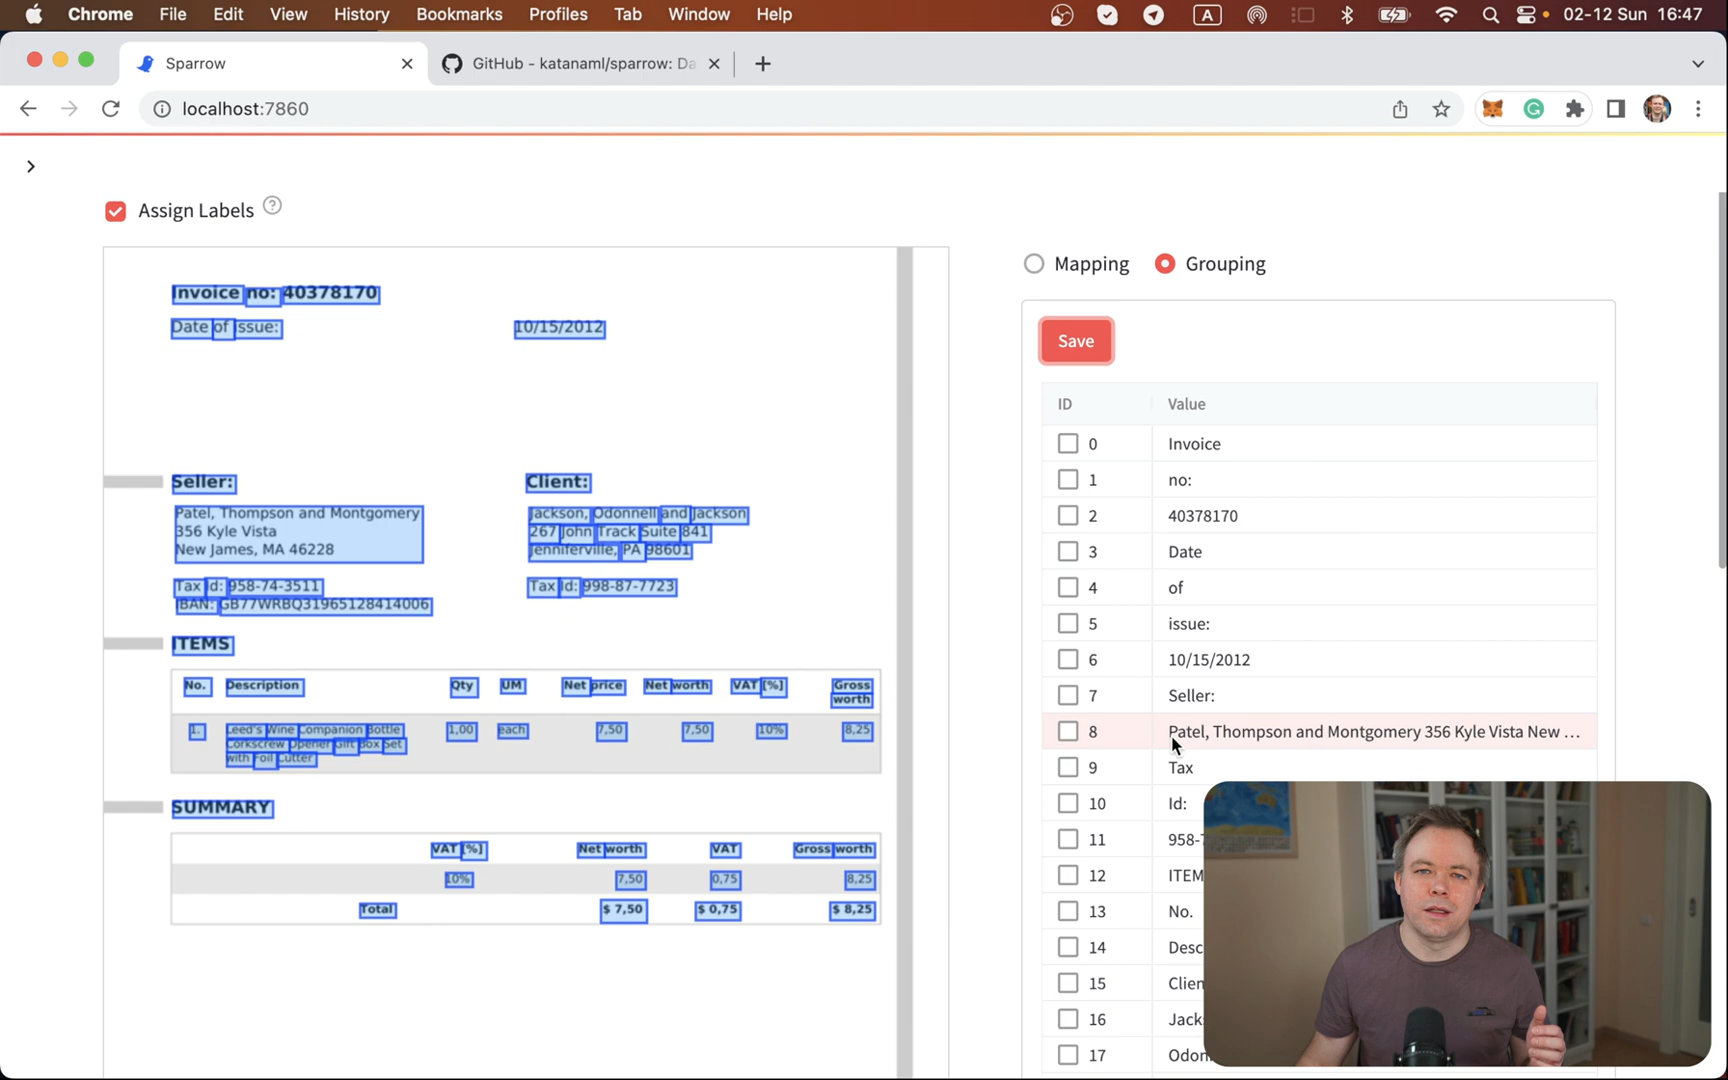 Chrome File Edit View History Bookmarks Profiles Tab Window Help A 02-12 Sun 16:47
Sparrow
GitHub - katanaml/sparrow: Da
localhost:7860
Assign Labels ?
Invoice no: 40378170
Date of issue: 10/15/2012
Seller: Client:
Patel, Thompson and Montgomery
356 Kyle Vista
New James, MA 46228
Jackson, Odonnell and Jackson
267 John Track Suite 841
Jenniferville, PA 98601
Tax Id: 958-74-3511
IBAN: GB77WRBQ31965128414006
Tax Id: 998-87-7723
ITEMS
No. Description Qty UM Net price Net worth VAT [%] Gross
worth
1. Leed's Wine Companion Bottle 1,00 each 7,50 7,50 10% 8,25
Corkscrew Opener Gift Box Set
with Foil Cutter
SUMMARY
VAT [%] Net worth VAT Gross worth
10% 7,50 0,75 8,25
Total $ 7,50 $ 0,75 $ 8,25
Mapping Grouping
Save
ID Value
0 Invoice
1 no:
2 40378170
3 Date
4 of
5 issue:
6 10/15/2012
7 Seller:
8 Patel, Thompson and Montgomery 356 Kyle Vista New ...
9 Tax
10 Id:
11 958-7
12 ITEM
13 No.
14 Desc
15 Clien
16 Jack
17 Odon